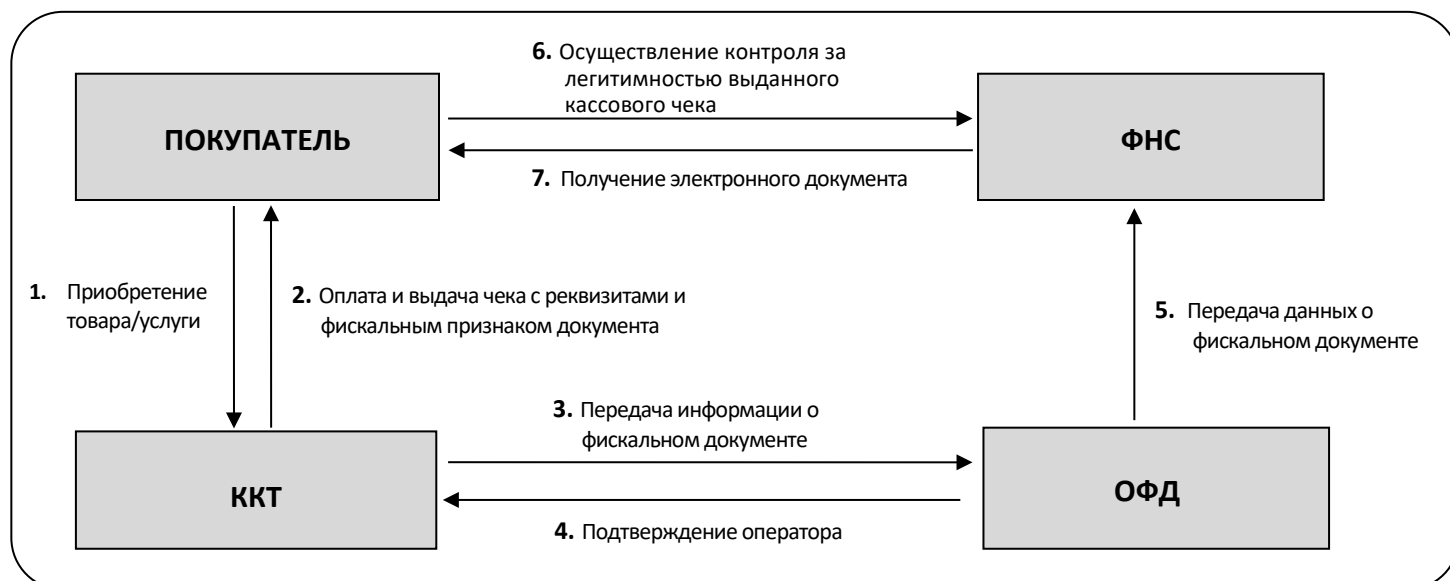 6. Осуществление контроля за
легитимностью выданного
кассового чека
ПОКУПАТЕЛЬ
ФНС
7. Получение электронного документа
1. Приобретение
товара/услуги
2. Оплата и выдача чека с реквизитами и
фискальным признаком документа
5. Передача данных о
фискальном документе
3. Передача информации о
фискальном документе
ККТ
ОФД
4. Подтверждение оператора